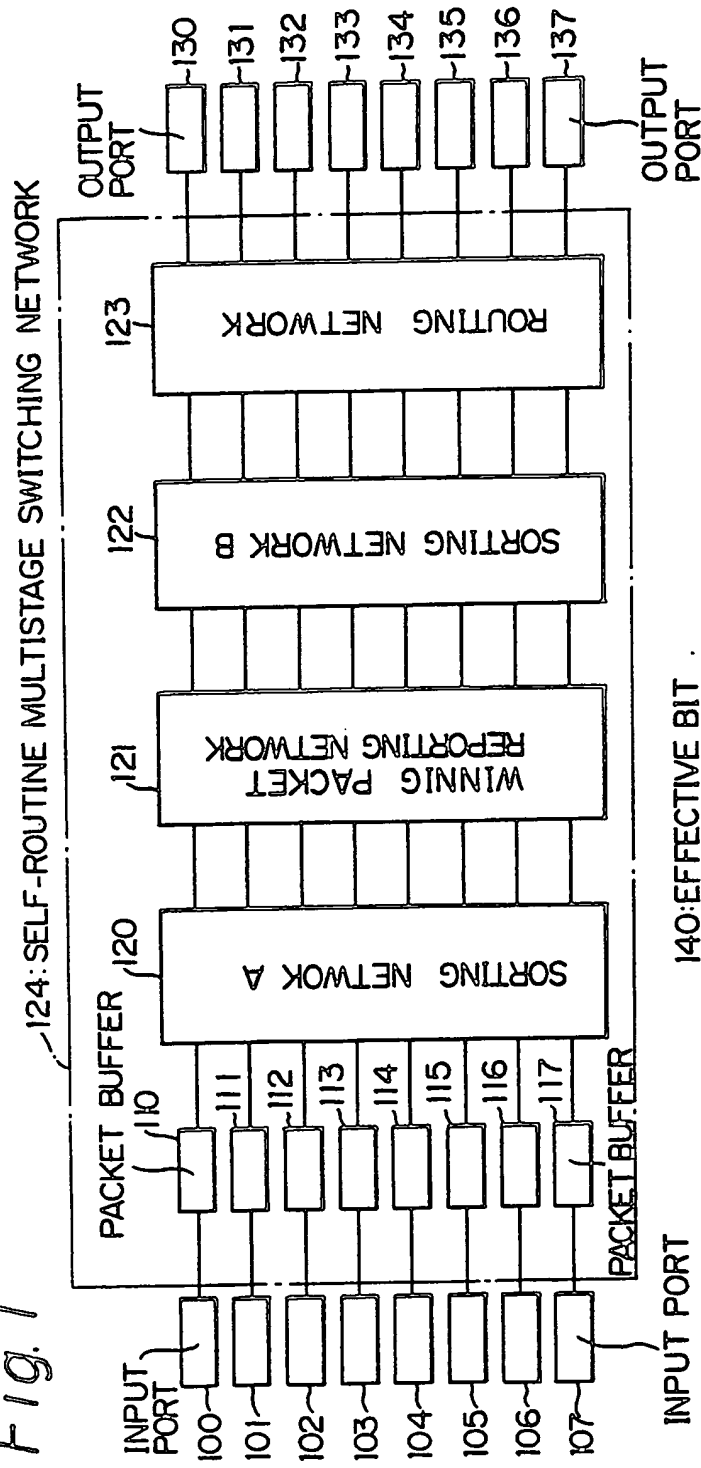 Fig. 1
124:SELF-ROUTINE MULTISTAGE SWITCHING NETWORK
INPUT
PORT
100
101
102
103
104
105
106
107
INPUT PORT
PACKET BUFFER
110
111
112
113
114
115
116
117
PACKET BUFFER
120
SORTING NETWOK A
121
WINNIG PACKET
REPORTING NETWORK
122
SORTING NETWORK B
123
ROUTING NETWORK
OUTPUT
PORT
130
131
132
133
134
135
136
137
OUTPUT
PORT
140:EFFECTIVE BIT .